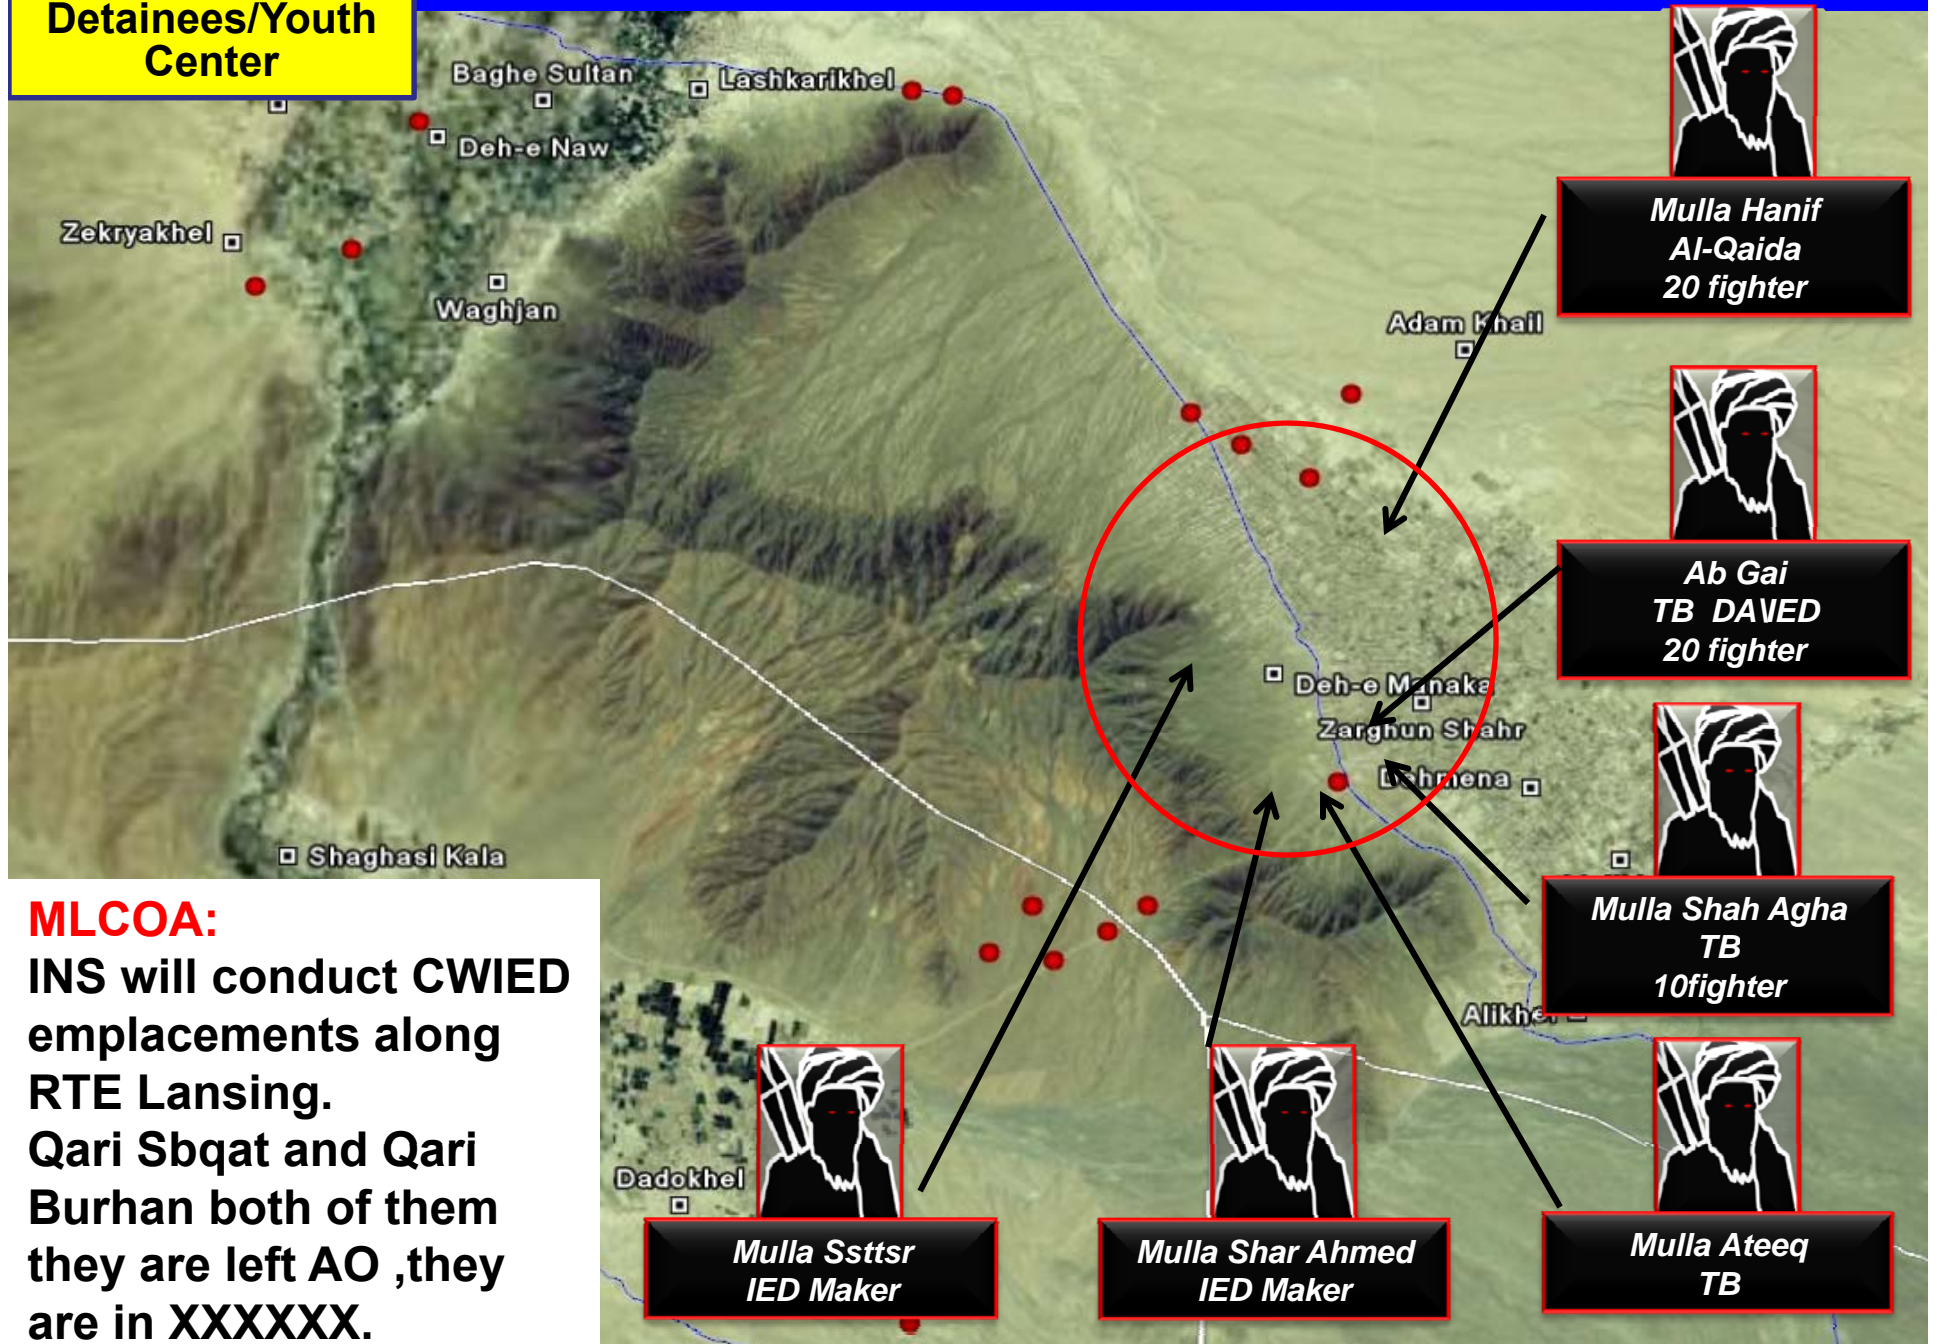 Detainees/Youth
Center
Baghe Sultan
Lashkarikhel
Deh-e Naw
Zekryakhel
Waghjan
Adam Khail
Deh-e Manaka
Zarghun Shahr
Dehmena
Shaghasi Kala
Dadokhel
Mulla Hanif
Al-Qaida
20 fighter
Ab Gai
TB DAVIED
20 fighter
Mulla Shah Agha
TB
10fighter
Mulla Ateeq
TB
Mulla Shar Ahmed
IED Maker
Mulla Ssttsr
IED Maker
MLCOA:
INS will conduct CWIED
emplacements along
RTE Lansing.
Qari Sbqat and Qari
Burhan both of them
they are left AO ,they
are in XXXXXX.